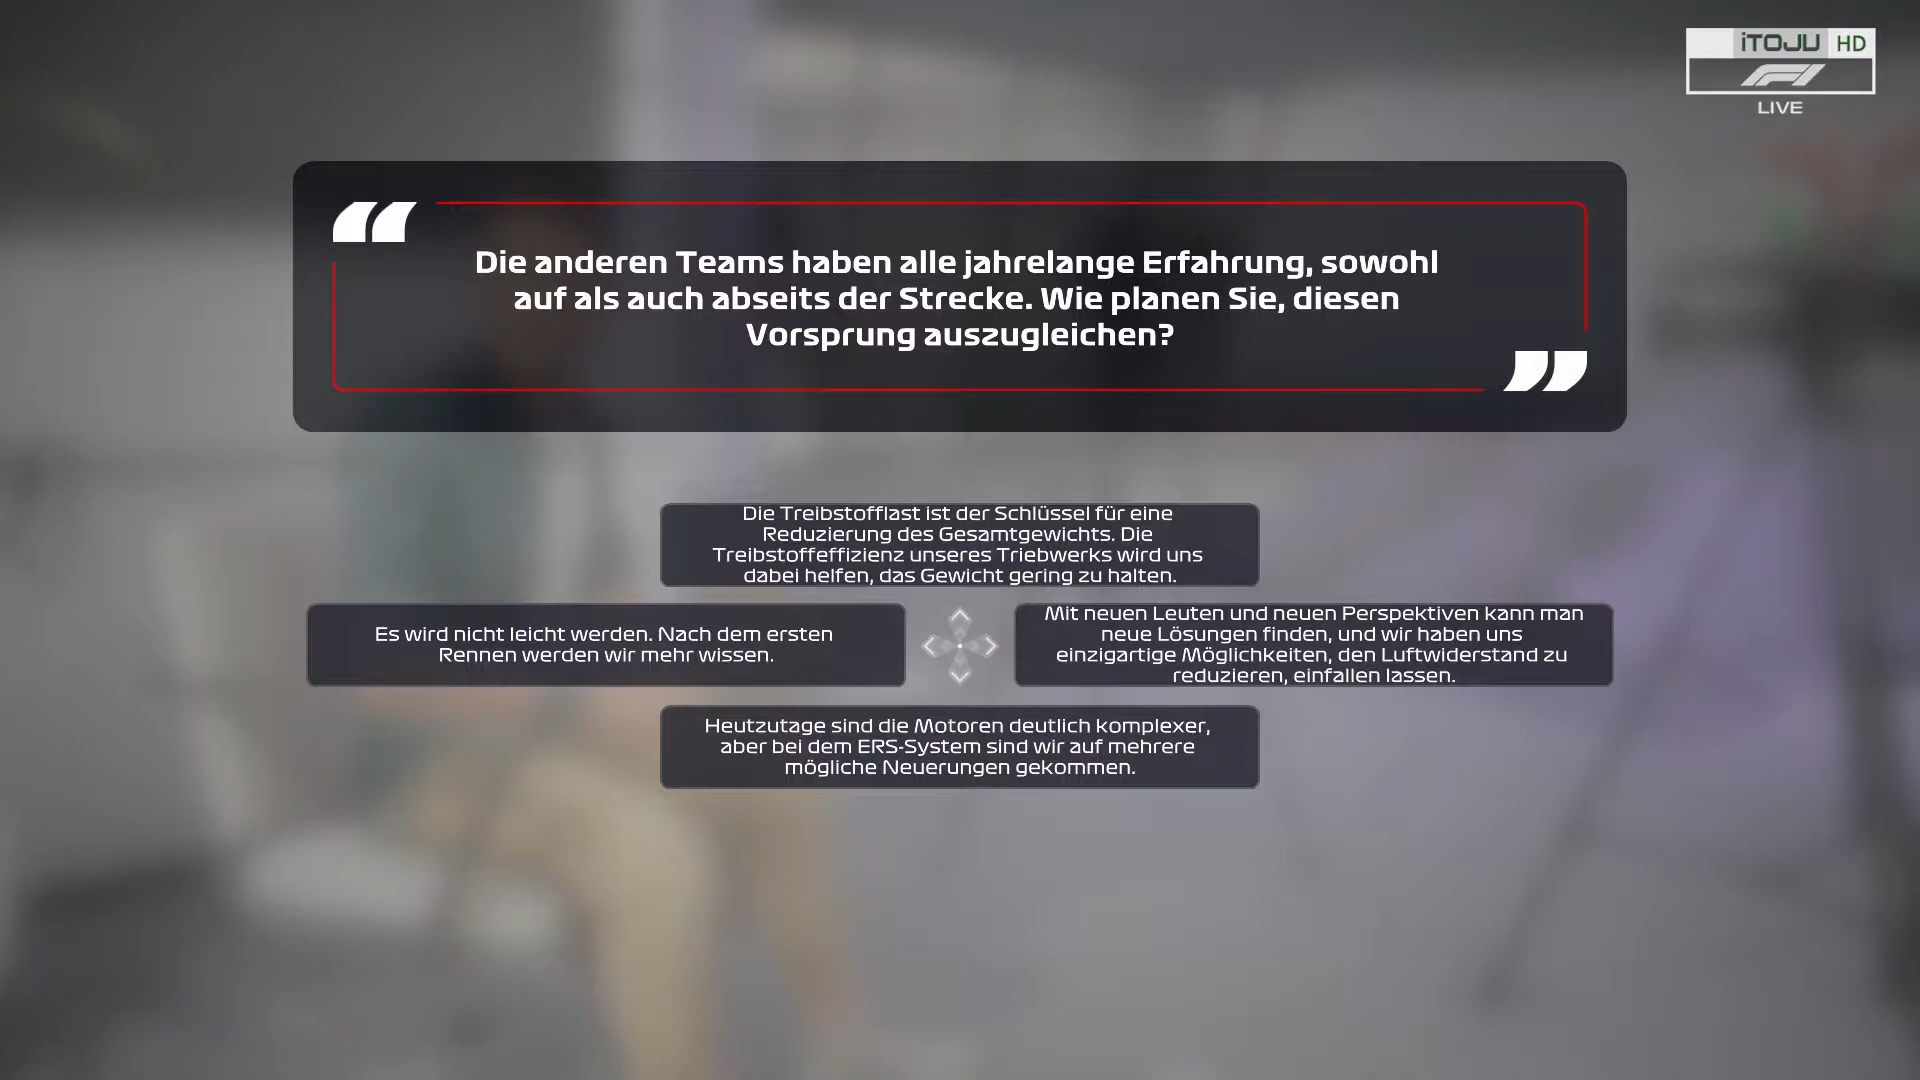 iTOJU HD
LIVE
Die anderen Teams haben alle jahrelange Erfahrung, sowohl
auf als auch abseits der Strecke. Wie planen Sie, diesen
Vorsprung auszugleichen?
Die Treibstofflast ist der Schlüssel für eine
Reduzierung des Gesamtgewichts. Die
Treibstoffeffizienz unseres Triebwerks wird uns
dabei helfen, das Gewicht gering zu halten.
Es wird nicht leicht werden. Nach dem ersten
Rennen werden wir mehr wissen.
Mit neuen Leuten und neuen Perspektiven kann man
neue Lösungen finden, und wir haben uns
einzigartige Möglichkeiten, den Luftwiderstand zu
reduzieren, einfallen lassen.
Heutzutage sind die Motoren deutlich komplexer,
aber bei dem ERS-System sind wir auf mehrere
mögliche Neuerungen gekommen.